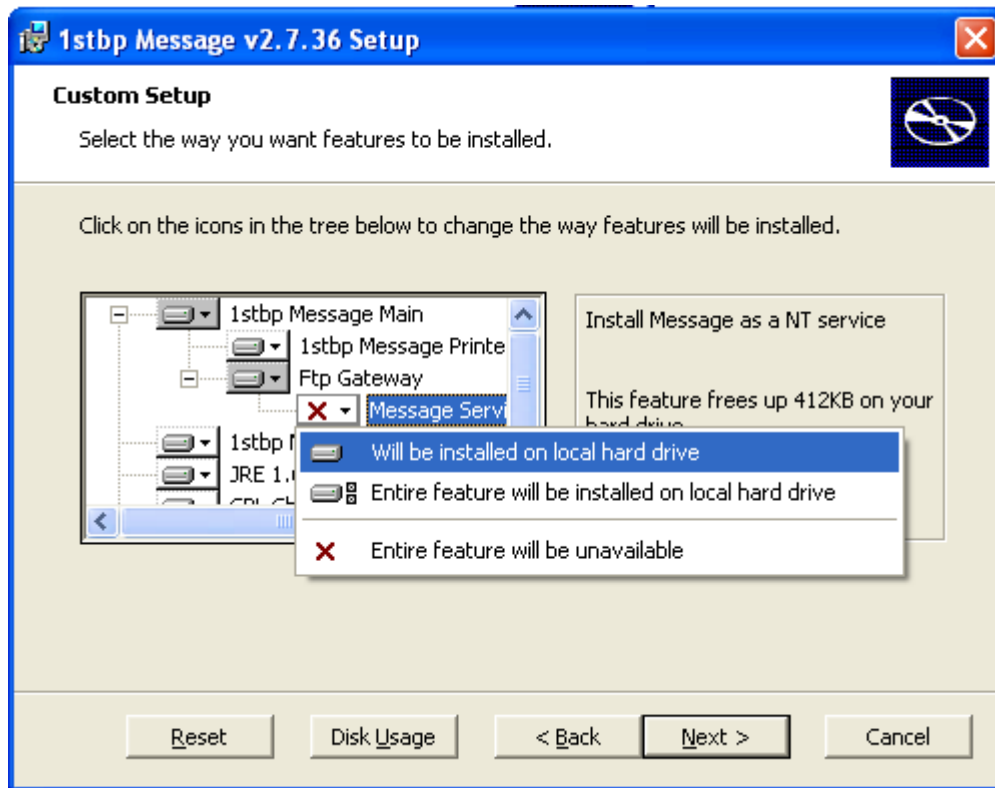 1stbp Message v2.7.36 Setup
Custom Setup
Select the way you want features to be installed.
Click on the icons in the tree below to change the way features will be installed.
1stbp Message Main
1stbp Message Printe
Ftp Gateway
Message Servi
1stbp
JRE 1.
Install Message as a NT service
This feature frees up 412KB on your
hard drive
Will be installed on local hard drive
Entire feature will be installed on local hard drive
Entire feature will be unavailable
Reset
Disk Usage
< Back
Next >
Cancel